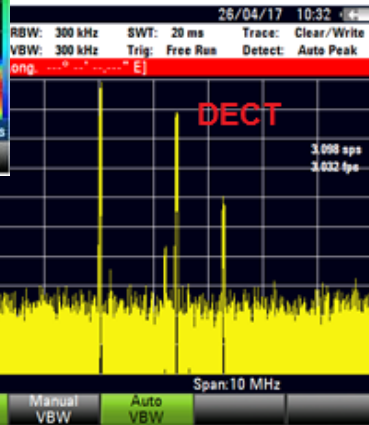 26/04/17 10:32
RBW: 300 kHz SWT: 20 ms Trace: Clear/Write
VBW: 300 kHz Trig: Free Run Detect: Auto Peak
ong. ---° --' --,---" E]
DECT
3.098 sps
3.032 fps
s
Span:10 MHz
Manual VBW
Auto VBW